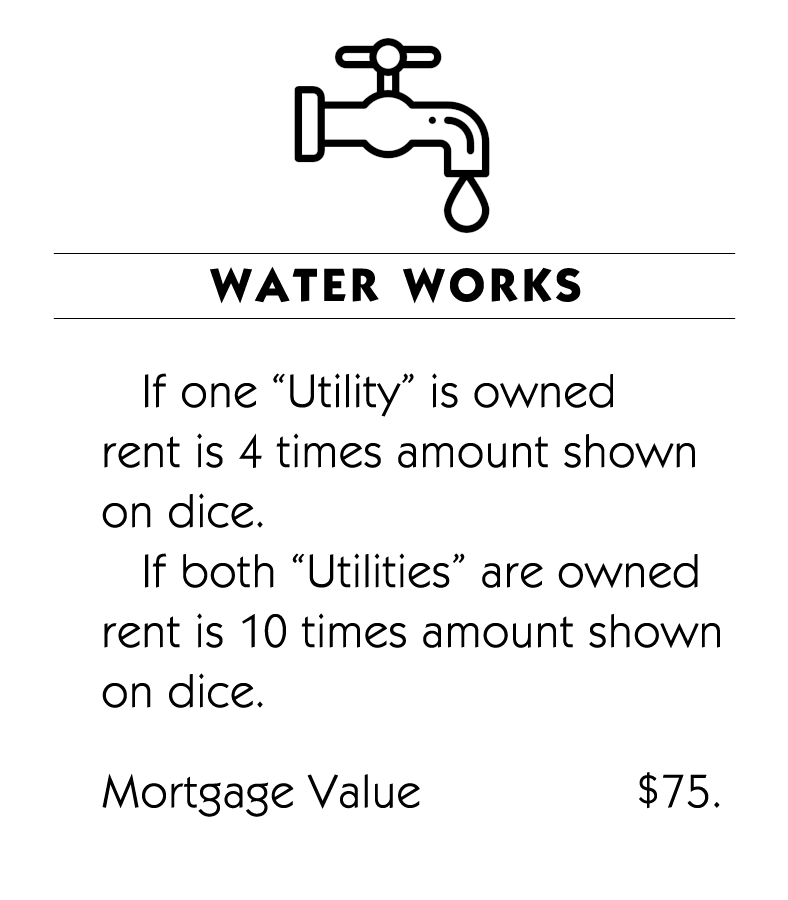 WATER WORKS
If one “Utility” is owned
rent is 4 times amount shown
on dice.
If both “Utilities” are owned
rent is 10 times amount shown
on dice.
Mortgage Value $75.